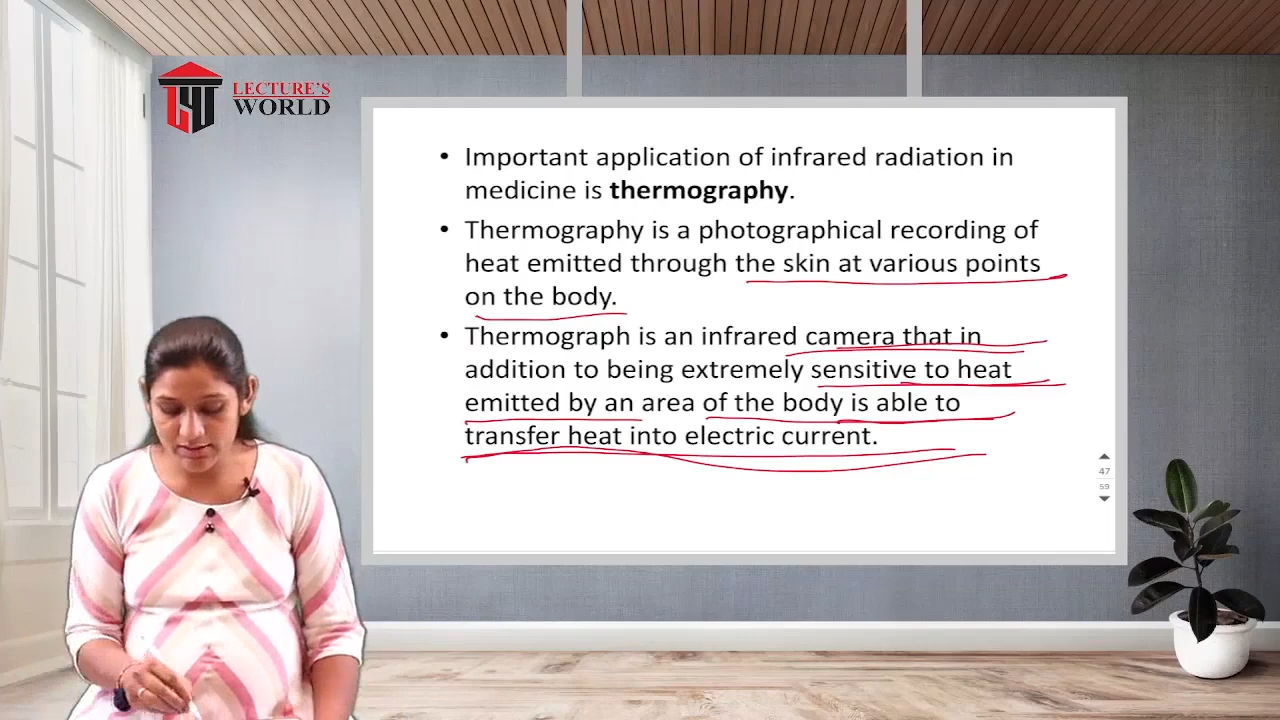 LECTURE'S
WORLD
• Important application of infrared radiation in
medicine is thermography.
• Thermography is a photographical recording of
heat emitted through the skin at various points
on the body.
• Thermograph is an infrared camera that in
addition to being extremely sensitive to heat
emitted by an area of the body is able to
transfer heat into electric current.
47
59